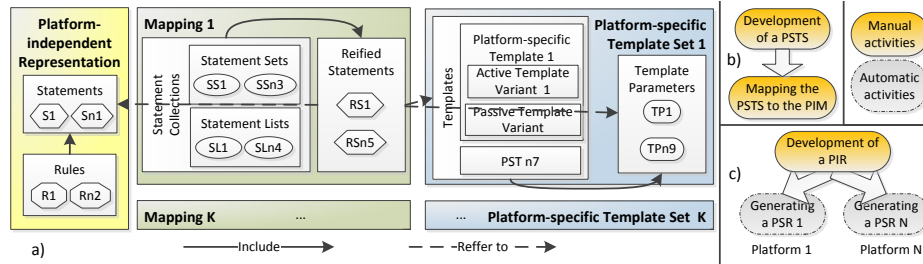 Platform-
independent
Representation
Statements
S1
Sn1
Rules
R1
Rn2
a)
Mapping 1
Statement
Collections
Statement Sets
SS1
SSn3
Statement Lists
SL1
SLn4
Reified
Statements
RS1
RSn5
Mapping K
...
Templates
Platform-specific
Template 1
Active Template
Variant 1
Passive Template
Variant
PST n7
Platform-specific
Template Set 1
Template
Parameters
TP1
TPn9
... Platform-specific Template Set K
Include
Reffer to
b)
Development
of a PSTS
Mapping the
PSTS to the PIM
Manual
activities
Automatic
activities
c)
Development of
a PIR
Generating
a PSR 1
Generating
a PSR N
Platform 1
Platform N